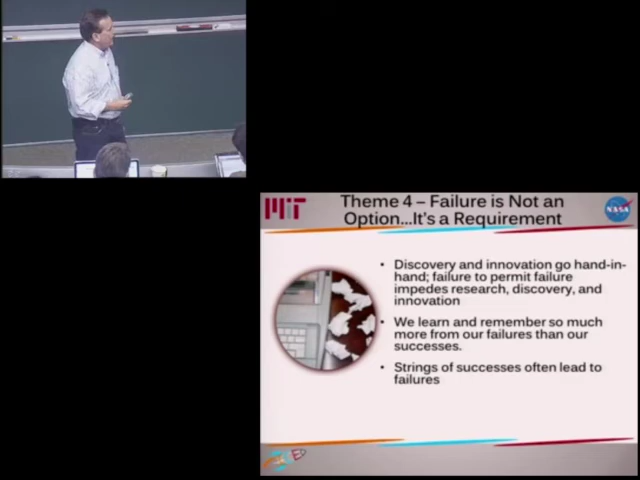 MIT
Theme 4 – Failure is Not an
Option...It's a Requirement
NASA
• Discovery and innovation go hand-in-
hand; failure to permit failure
impedes research, discovery, and
innovation
• We learn and remember so much
more from our failures than our
successes.
• Strings of successes often lead to
failures